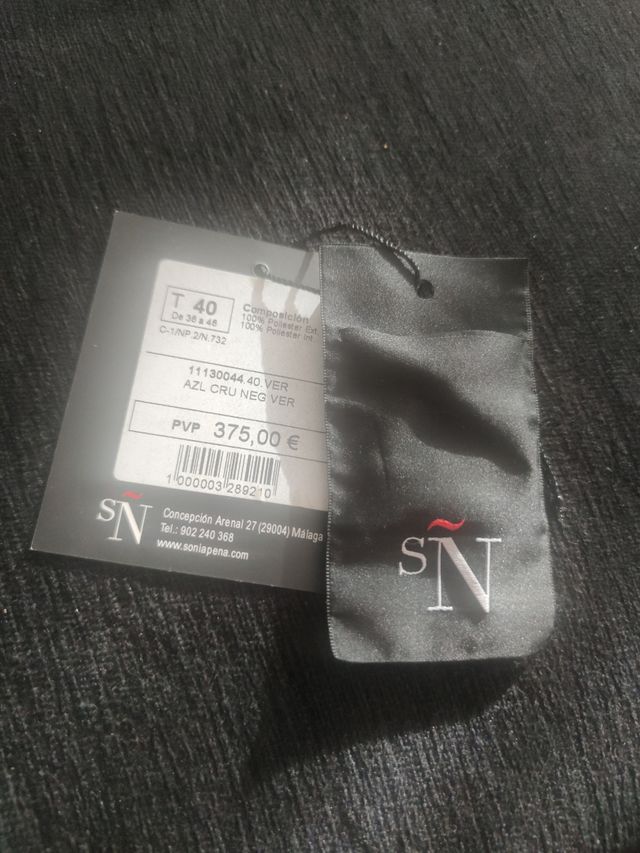 T 40
De 36 a 46
C-1/NP.2/N.732
Composición
100% Poliester Ext.
100% Poliester Int.
11130044.40.VER
AZL CRU NEG VER
PVP 375,00 €
1 000003 289210
SÑ
Concepción Arenal 27 (29004) Málaga
Tel.: 902 240 368
www.soniapena.com
SÑ